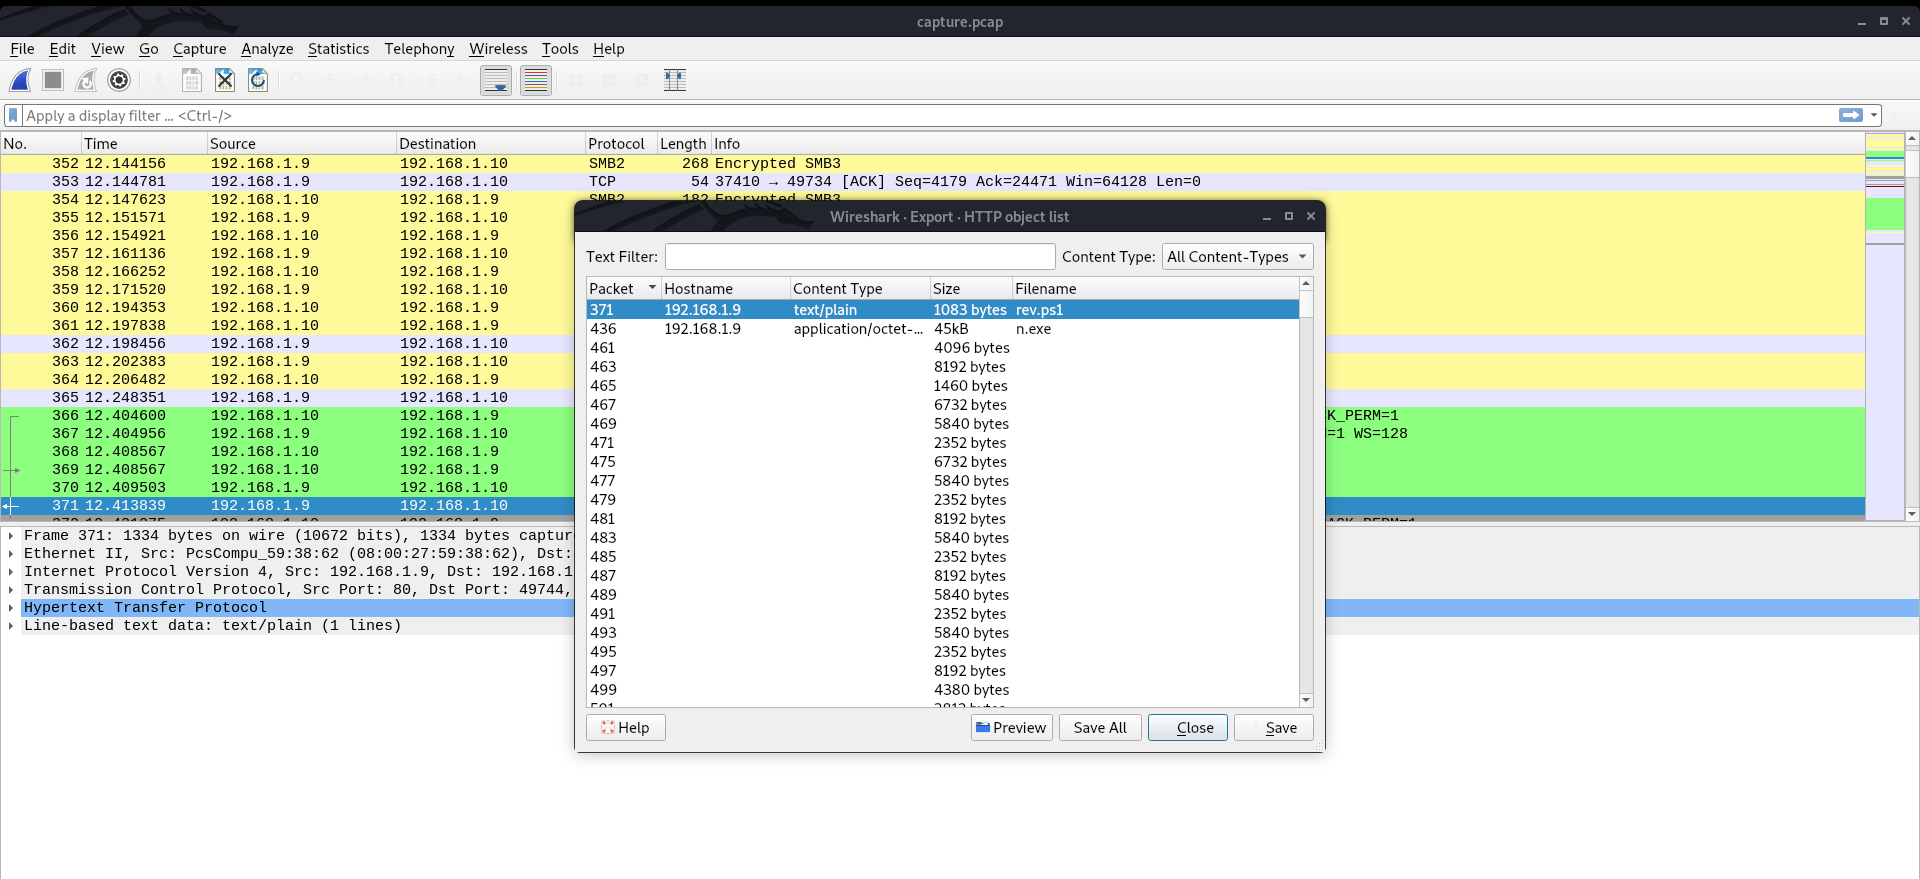 capture.pcap
File Edit View Go Capture Analyze Statistics Telephony Wireless Tools Help
Apply a display filter ... <Ctrl-/>
No. Time Source Destination Protocol Length Info
352 12.144156 192.168.1.9 192.168.1.10 SMB2 268 Encrypted SMB3
353 12.144781 192.168.1.9 192.168.1.10 TCP 54 37410 → 49734 [ACK] Seq=4179 Ack=24471 Win=64128 Len=0
354 12.147623 192.168.1.10 192.168.1.9 SMB2 182 Encrypted SMB3
355 12.151571 192.168.1.9 192.168.1.10
356 12.154921 192.168.1.10 192.168.1.9
357 12.161136 192.168.1.9 192.168.1.10
358 12.166252 192.168.1.10 192.168.1.9
359 12.171520 192.168.1.9 192.168.1.10
360 12.194353 192.168.1.10 192.168.1.9
361 12.197838 192.168.1.10 192.168.1.9
362 12.198456 192.168.1.9 192.168.1.10
363 12.202383 192.168.1.9 192.168.1.10
364 12.206482 192.168.1.10 192.168.1.9
365 12.248351 192.168.1.9 192.168.1.10
366 12.404600 192.168.1.10 192.168.1.9 CK_PERM=1
367 12.404956 192.168.1.9 192.168.1.10 =1 WS=128
368 12.408567 192.168.1.10 192.168.1.9
369 12.408567 192.168.1.10 192.168.1.9
370 12.409503 192.168.1.9 192.168.1.10
371 12.413839 192.168.1.9 192.168.1.10
Frame 371: 1334 bytes on wire (10672 bits), 1334 bytes captur
Ethernet II, Src: PcsCompu_59:38:62 (08:00:27:59:38:62), Dst:
Internet Protocol Version 4, Src: 192.168.1.9, Dst: 192.168.1
Transmission Control Protocol, Src Port: 80, Dst Port: 49744,
Hypertext Transfer Protocol
Line-based text data: text/plain (1 lines)
Wireshark · Export · HTTP object list
Text Filter: Content Type: All Content-Types
Packet Hostname Content Type Size Filename
371 192.168.1.9 text/plain 1083 bytes rev.ps1
436 192.168.1.9 application/octet-... 45kB n.exe
461 4096 bytes
463 8192 bytes
465 1460 bytes
467 6732 bytes
469 5840 bytes
471 2352 bytes
475 6732 bytes
477 5840 bytes
479 2352 bytes
481 8192 bytes
483 5840 bytes
485 2352 bytes
487 8192 bytes
489 5840 bytes
491 2352 bytes
493 5840 bytes
495 2352 bytes
497 8192 bytes
499 4380 bytes
Help Preview Save All Close Save